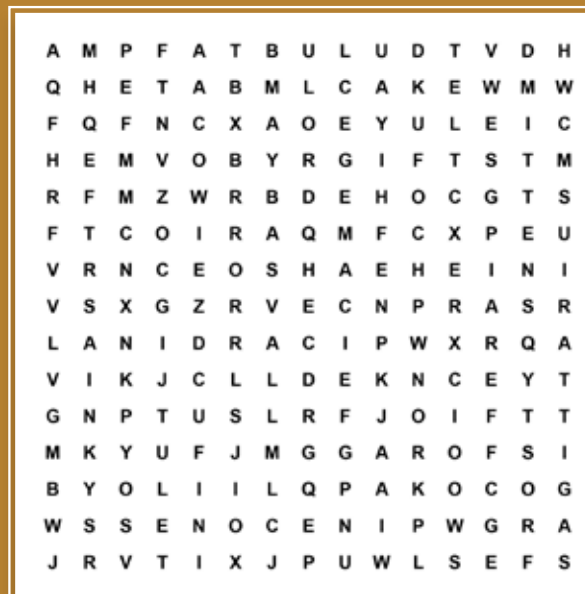 A M P F A T B U L U D T V D H
Q H E T A B M L C A K E W M W
F Q F N C X A O E Y U L E I C
H E M V O B Y R G I F T S T M
R F M Z W R B D E H O C G T S
F T C O I R A Q M F C X P E U
V R N C E O S H A E H E I N I
V S X G Z R V E C N P R A S R
L A N I D R A C I P W X R Q A
V I K J C L L D E K N C E Y T
G N P T U S L R F J O I F T T
M K Y U F J M G G A R O F S I
B Y O L I I L Q P A K O C O G
W S S E N O C E N I P W G R A
J R V T I X J P U W L S E F S